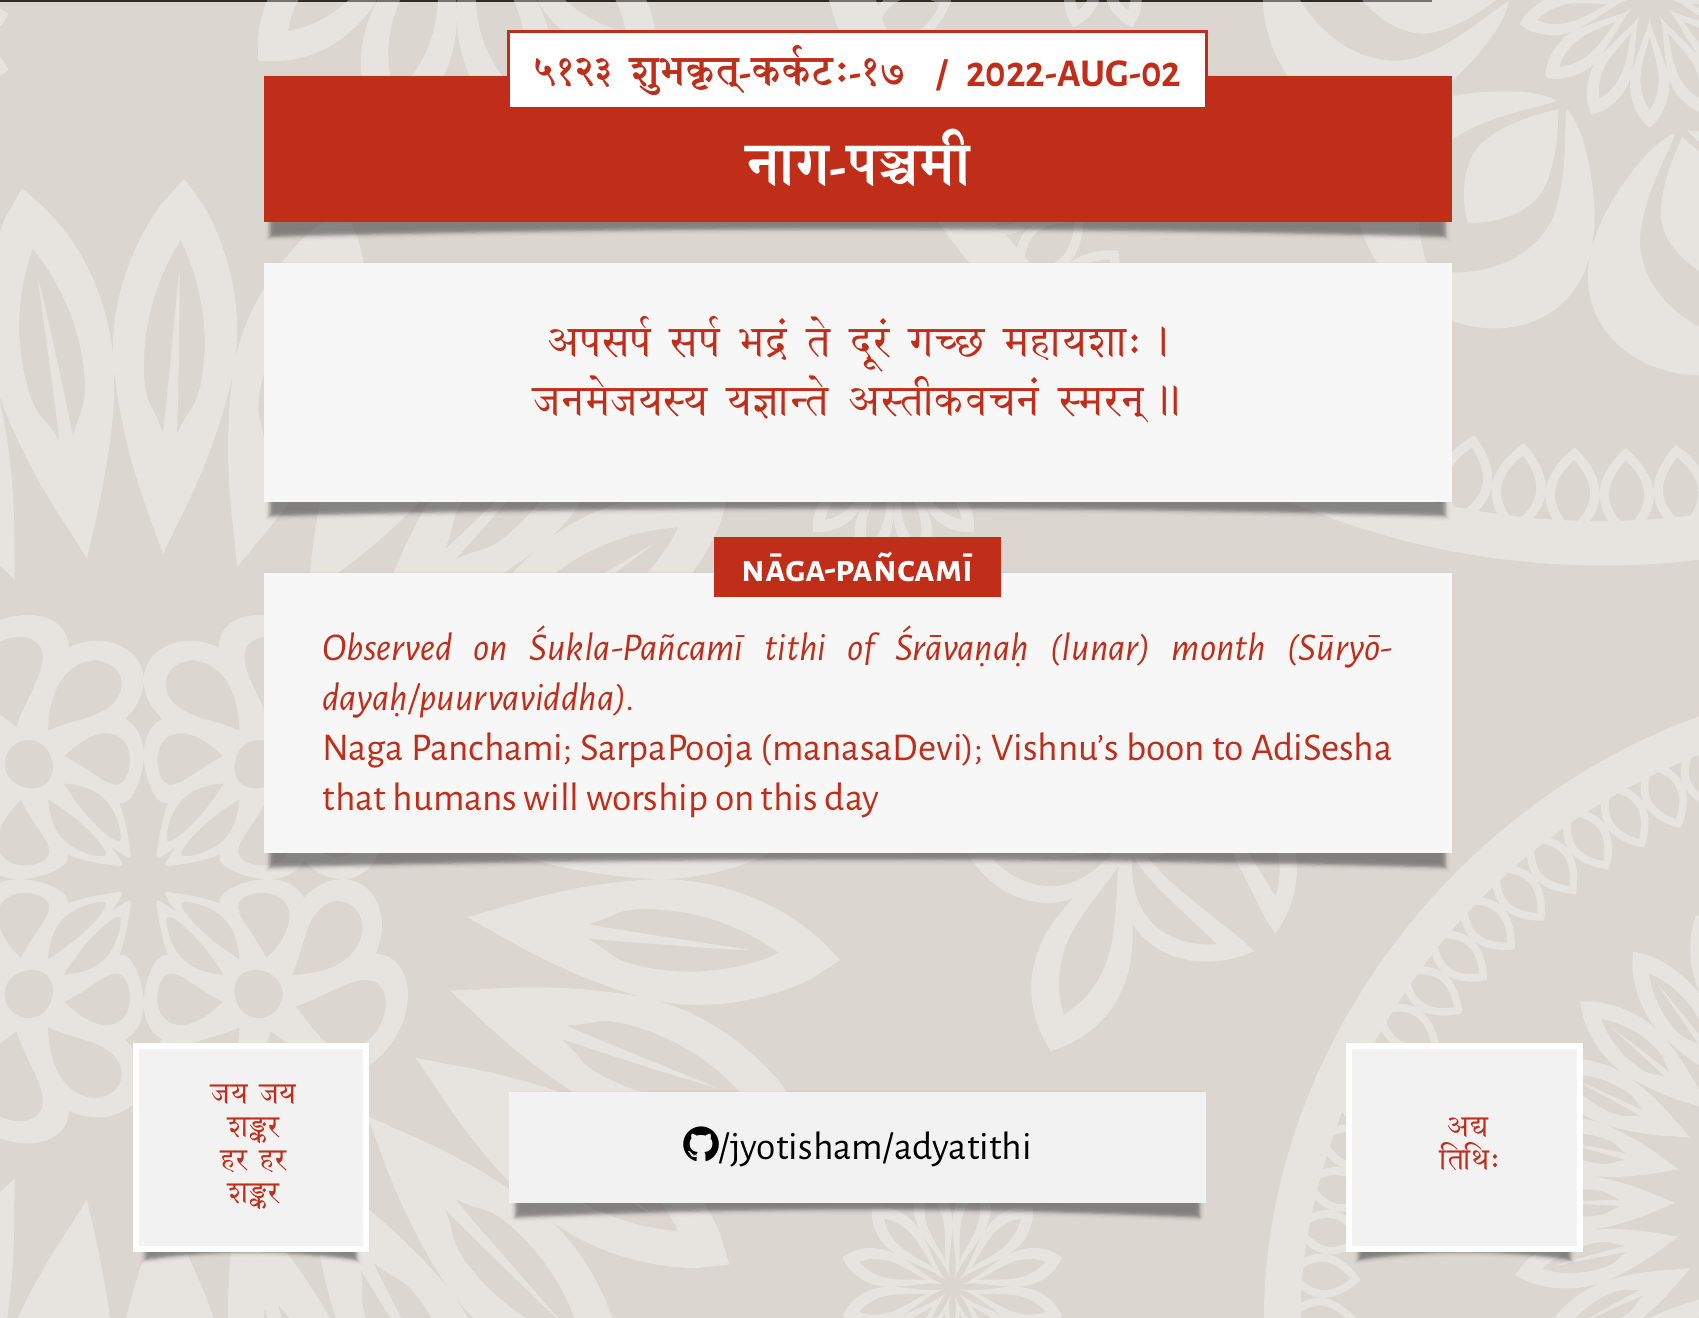 ५१२३ शुभकृत्-कर्कटः-१७ / 2022-AUG-02
नाग-पञ्चमी
अपसर्प सर्प भद्रं ते दूरं गच्छ महायशाः ।
जनमेजयस्य यज्ञान्ते अस्तीकवचनं स्मरन् ॥
NĀGA-PAÑCAMĪ
Observed on Śukla-Pañcamī tithi of Śrāvaṇaḥ (lunar) month (Sūryō-
dayaḥ/puurvaviddha).
Naga Panchami; SarpaPooja (manasaDevi); Vishnu’s boon to AdiSesha
that humans will worship on this day
जय जय
शङ्कर
हर हर
शङ्कर
/jyotisham/adyatithi
अद्य
तिथिः